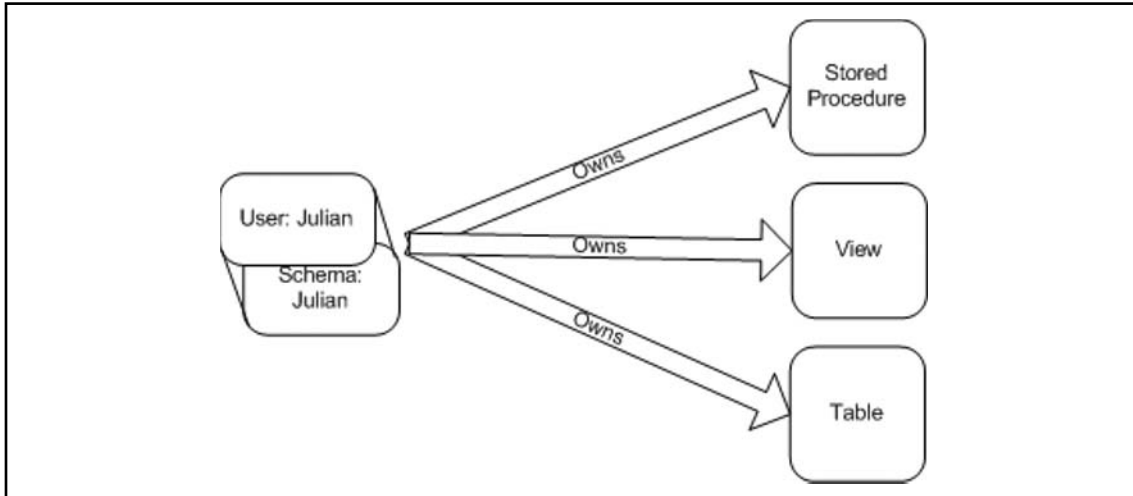 Stored
Procedure
Owns
User: Julian
Owns
View
Schema:
Julian
Owns
Table